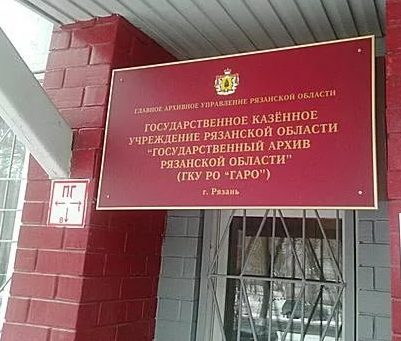 ГЛАВНОЕ АРХИВНОЕ УПРАВЛЕНИЕ РЯЗАНСКОЙ ОБЛАСТИ
ГОСУДАРСТВЕННОЕ КАЗЁННОЕ
УЧРЕЖДЕНИЕ РЯЗАНСКОЙ ОБЛАСТИ
"ГОСУДАРСТВЕННЫЙ АРХИВ
РЯЗАНСКОЙ ОБЛАСТИ"
(ГКУ РО "ГАРО")
г. Рязань
ПГ